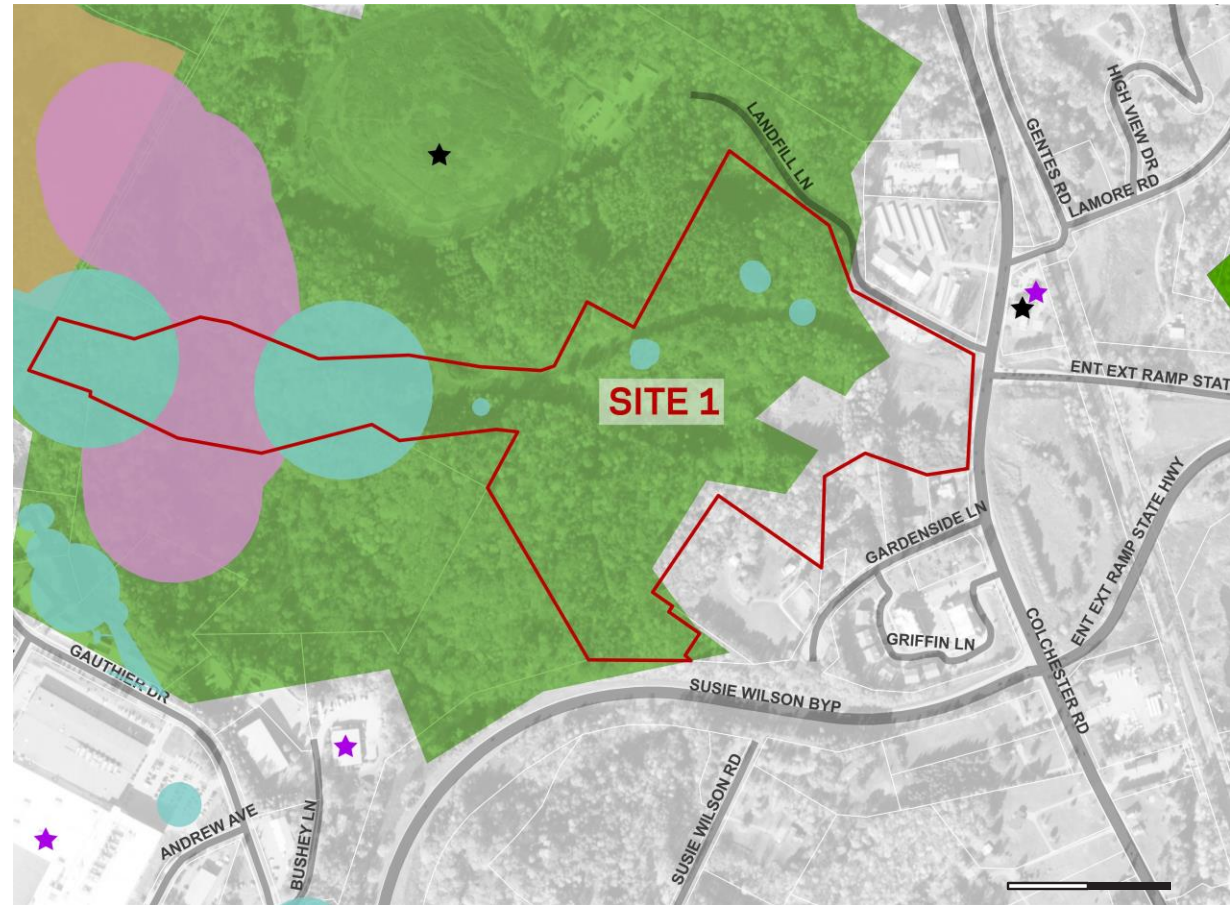 LANDFILL LN
GENTES RD
HIGH VIEW DR
LAMORE RD
SITE 1
ENT EXT RAMP STAT
ENT EXT RAMP STATE HWY
GARDENSIDE LN
GRIFFIN LN
COLCHESTER RD
GAUTHIER DR
SUSIE WILSON BYP
SUSIE WILSON RD
ANDREW AVE
BUSHEY LN